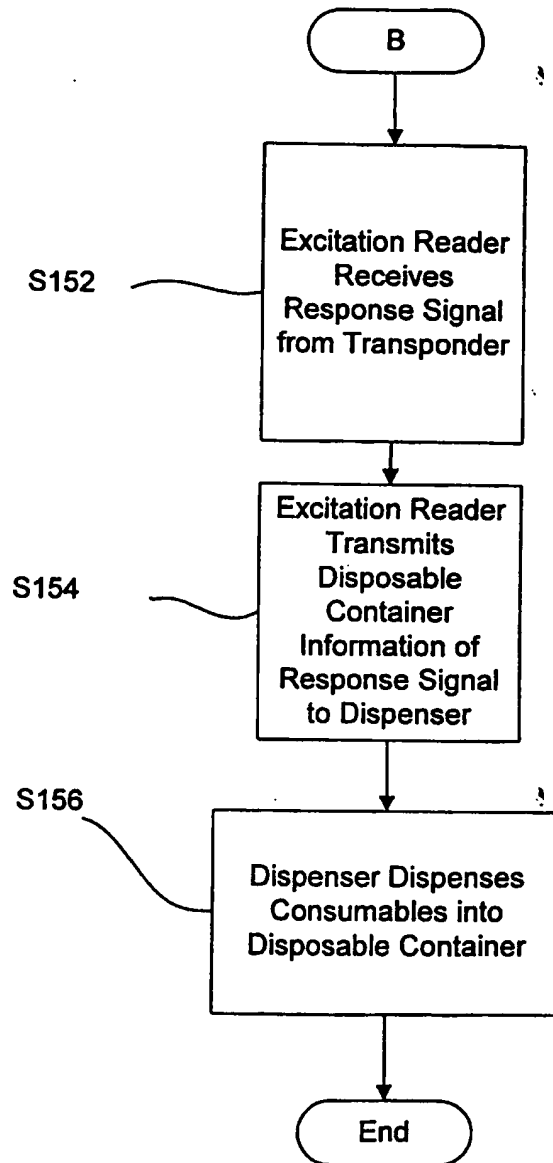 B
S152
Excitation Reader
Receives
Response Signal
from Transponder
S154
Excitation Reader
Transmits
Disposable
Container
Information of
Response Signal
to Dispenser
S156
Dispenser Dispenses
Consumables into
Disposable Container
End